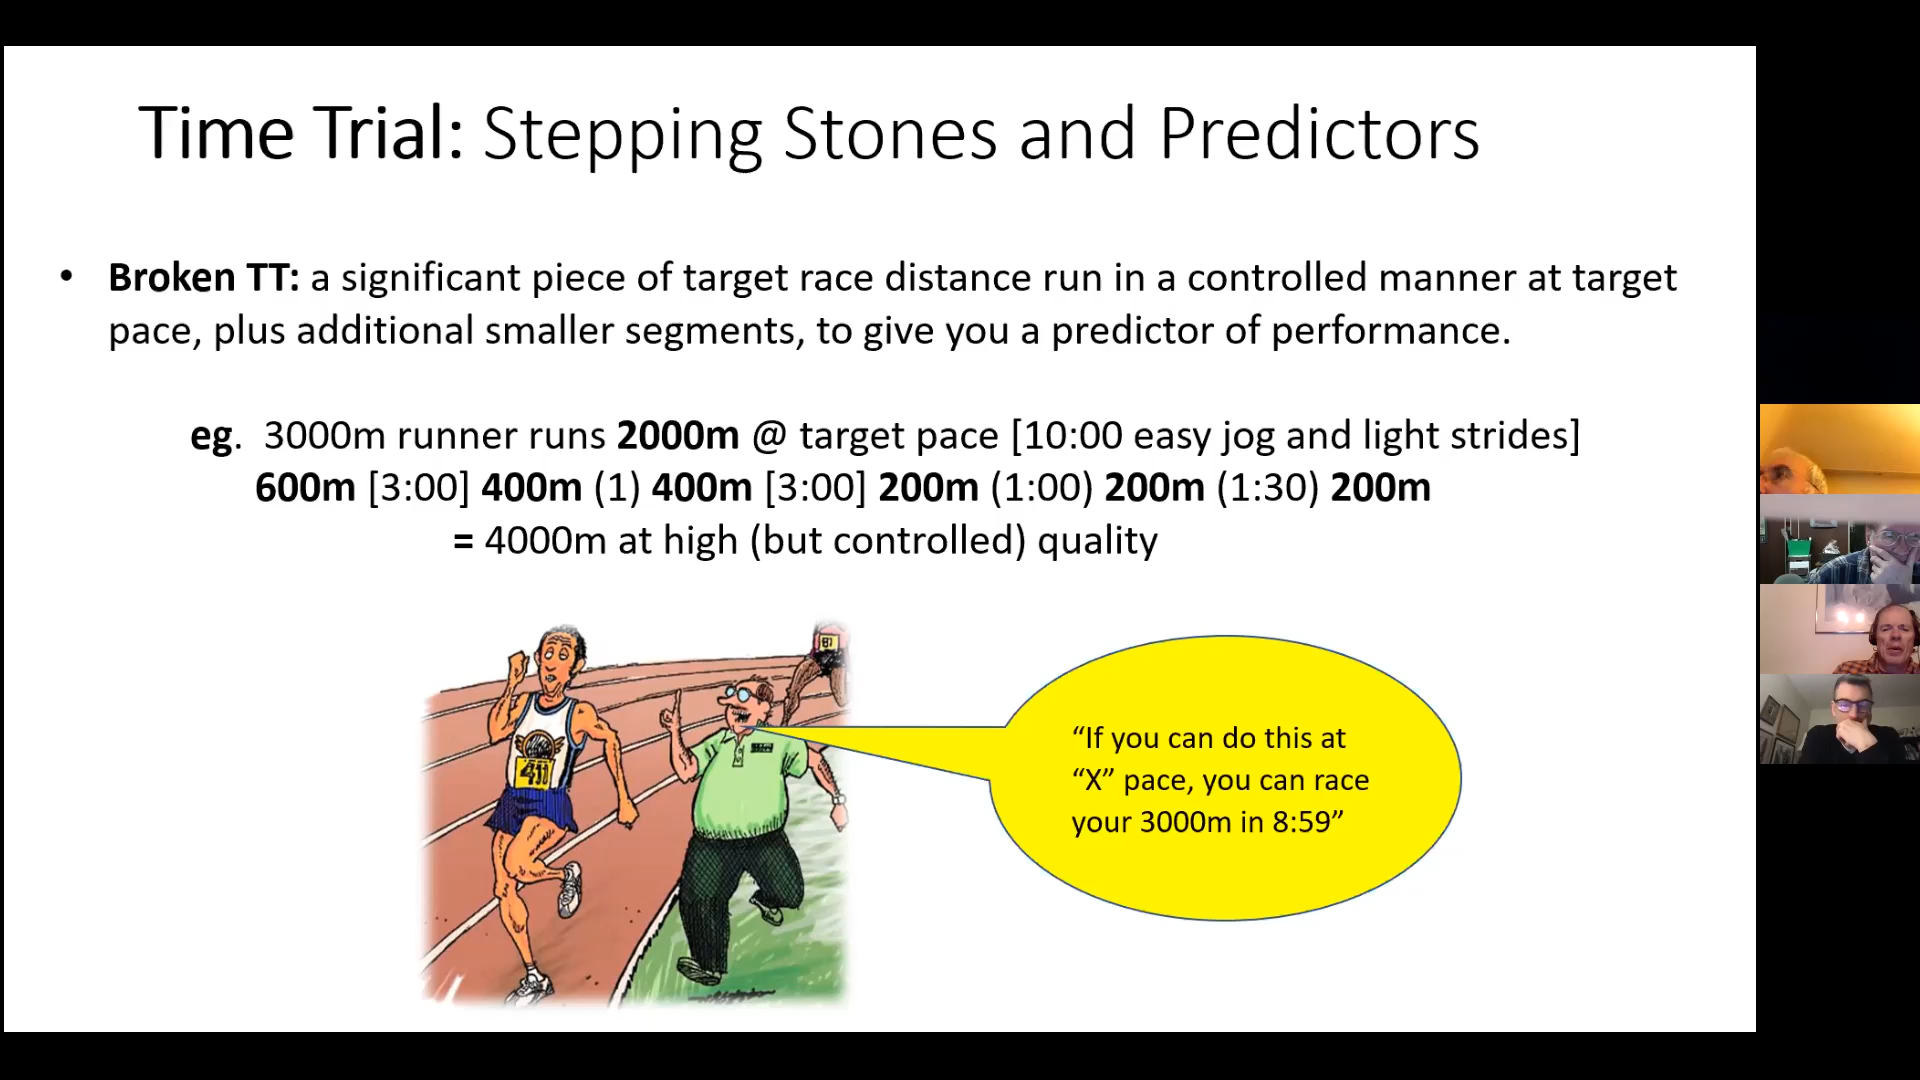 Time Trial: Stepping Stones and Predictors
• Broken TT: a significant piece of target race distance run in a controlled manner at target
pace, plus additional smaller segments, to give you a predictor of performance.
eg. 3000m runner runs 2000m @ target pace [10:00 easy jog and light strides]
600m [3:00] 400m (1) 400m [3:00] 200m (1:00) 200m (1:30) 200m
= 4000m at high (but controlled) quality
“If you can do this at
“X” pace, you can race
your 3000m in 8:59”